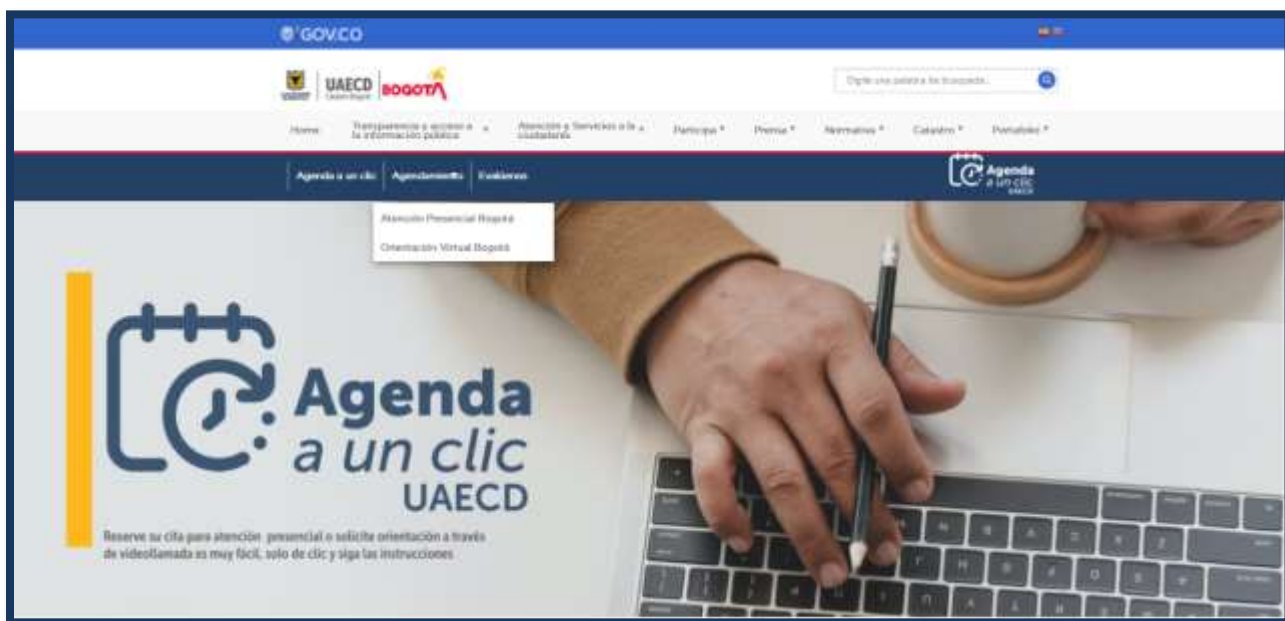 GOV.CO
UAECD
BOGOTÁ
Digite una palabra de búsqueda.
Home
Transparencia y acceso a
la información pública
Atención y Servicios a la
ciudadanía
Participa
Prensa
Normativa
Catastro
Portafolio
Agenda a un clic
Agendamiento
Evalúenos
Agenda
a un clic
UAECD
Atención Presencial Bogotá
Orientación Virtual Bogotá
Agenda
a un clic
UAECD
Reserve su cita para atención presencial o solicite orientación a través
de videollamada es muy fácil, solo de clic y siga las instrucciones